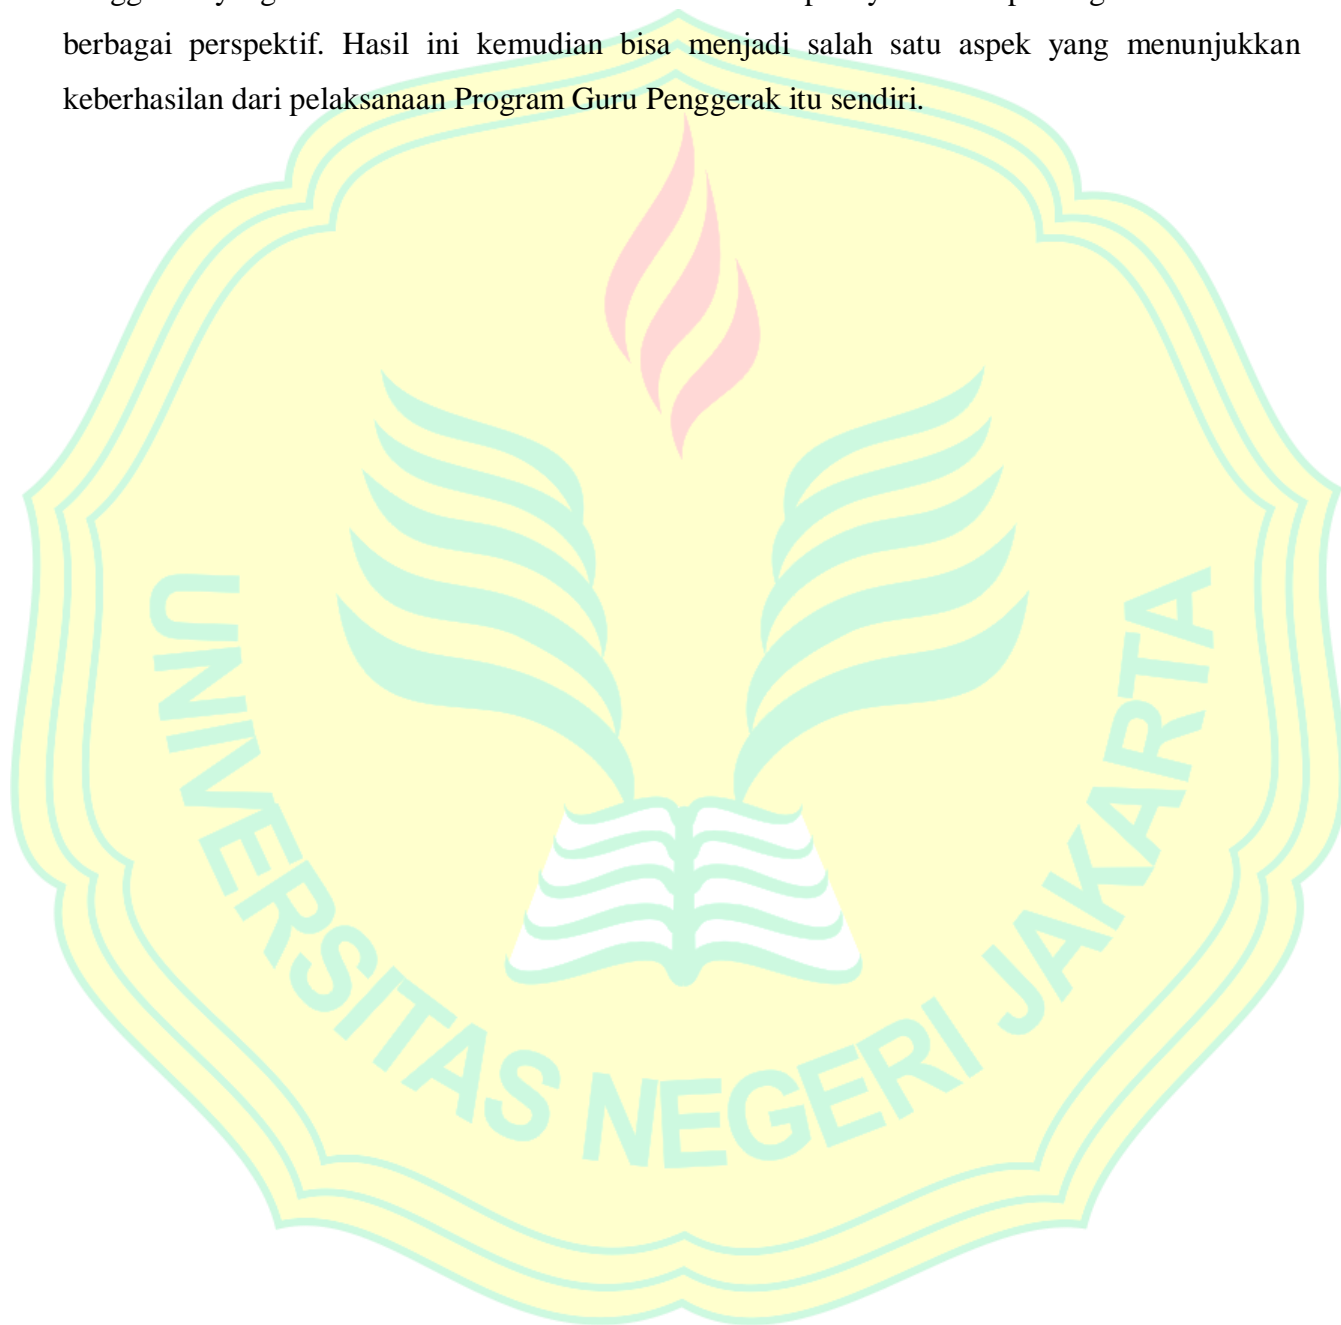 berbagai perspektif. Hasil ini kemudian bisa menjadi salah satu aspek yang menunjukkan
keberhasilan dari pelaksanaan Program Guru Penggerak itu sendiri.
UNIVERSITAS NEGERI JAKARTA